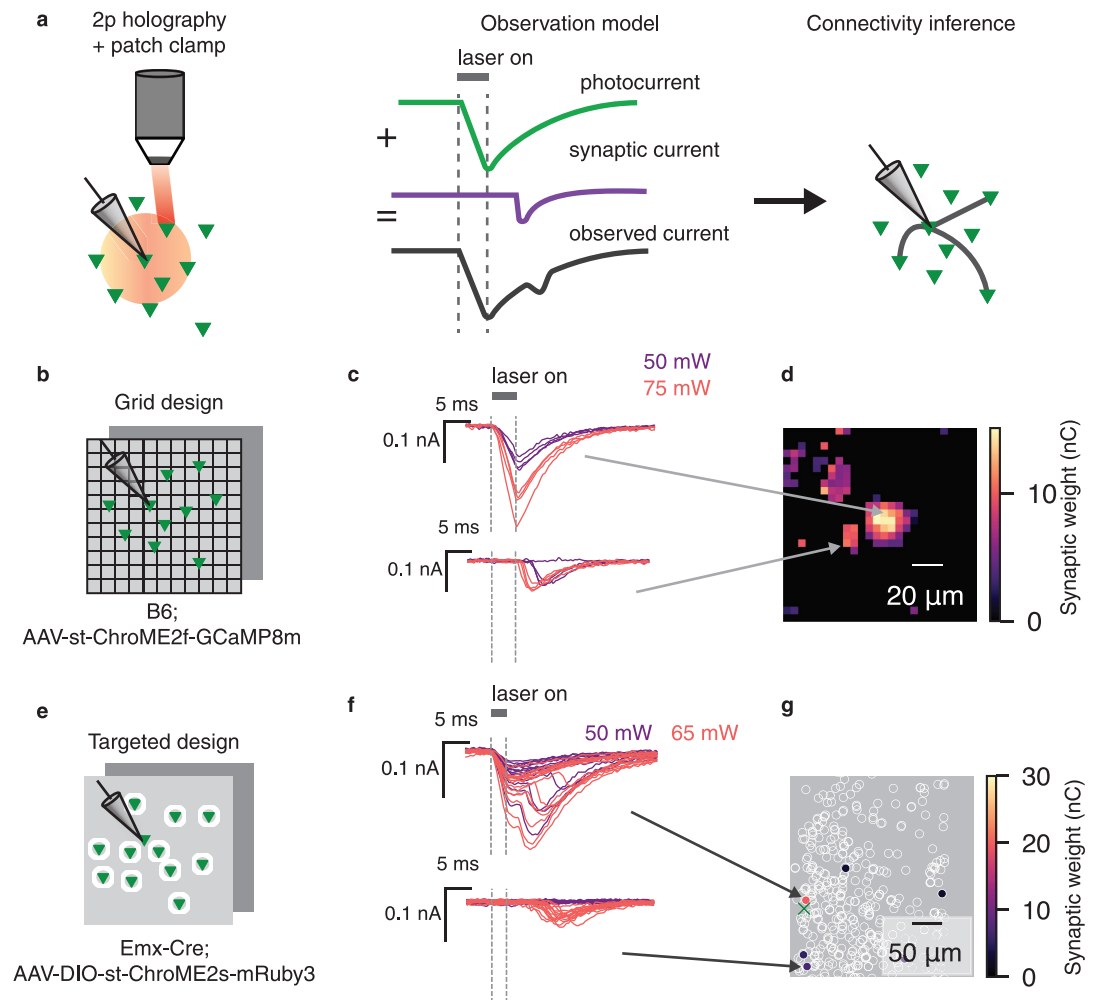 a
2p holography
+ patch clamp
Observation model
Connectivity inference
laser on
photocurrent
+
synaptic current
=
observed current
b
Grid design
B6;
AAV-st-ChroME2f-GCaMP8m
c
50 mW
75 mW
laser on
5 ms
0.1 nA
5 ms
0.1 nA
d
20 µm
10
0
Synaptic weight (nC)
e
Targeted design
Emx-Cre;
AAV-DIO-st-ChroME2s-mRuby3
f
laser on
50 mW 65 mW
5 ms
0.1 nA
5 ms
0.1 nA
g
50 µm
30
20
10
0
Synaptic weight (nC)